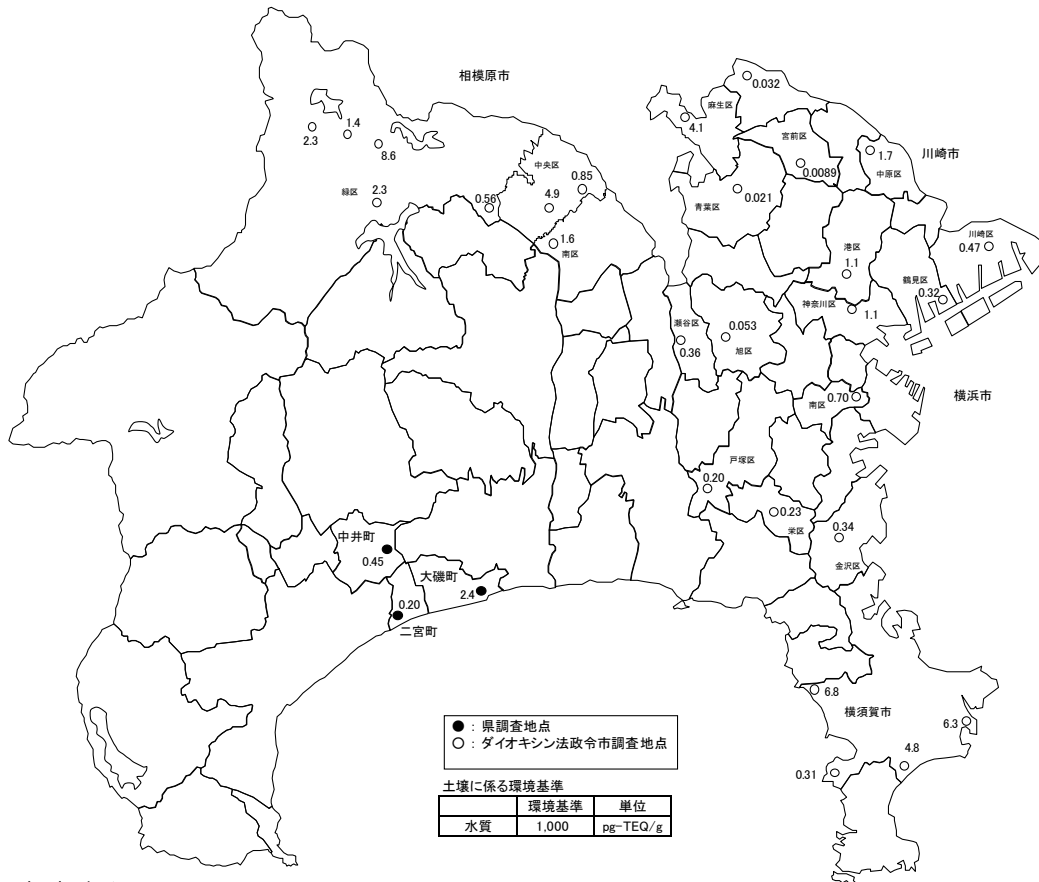 相模原市
0.032
麻生区
4.1
宮前区
0.0089
1.7
中原区
川崎市
2.3
1.4
8.6
中央区
0.85
緑区
2.3
0.56
4.9
青葉区
0.021
1.6
南区
港区
1.1
川崎区
0.47
鶴見区
0.32
神奈川区
1.1
瀬谷区
0.36
0.053
旭区
横浜市
南区
0.70
戸塚区
0.20
0.23
栄区
0.34
金沢区
中井町
0.45
大磯町
2.4
0.20
二宮町
6.8
横須賀市
6.3
4.8
0.31
● : 県調査地点
○ : ダイオキシン法政令市調査地点
土壌に係る環境基準
環境基準 単位
水質 1,000 pg-TEQ/g